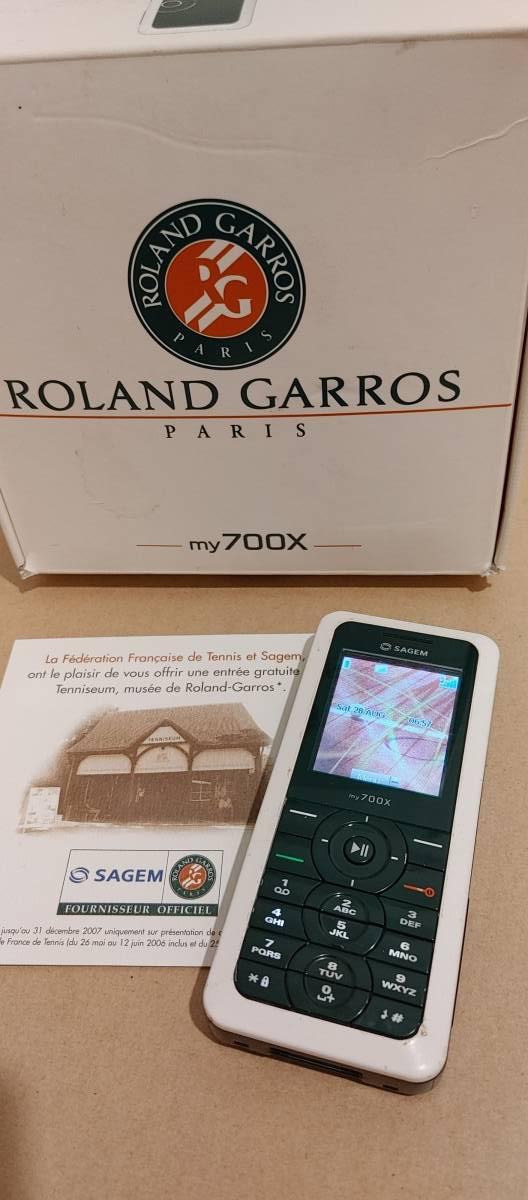 ROLAND GARROS
RG
PARIS
ROLAND GARROS
PARIS
my700X
La Fédération Française de Tennis et Sagem,
ont le plaisir de vous offrir une entrée gratuite
Tenniseum, musée de Roland-Garros*.
TENNISEUM
SAGEM
ROLAND GARROS
RG
PARIS
FOURNISSEUR OFFICIEL
jusqu'au 31 décembre 2007 uniquement sur présentation de
de France de Tennis (du 26 mai au 12 juin 2006 inclus et du 25
SAGEM
Sat 28 AUG 06:57
my700X
1
2 ABC
3 DEF
4 GHI
5 JKL
6 MNO
7 PQRS
8 TUV
9 WXYZ
*
0 +
#